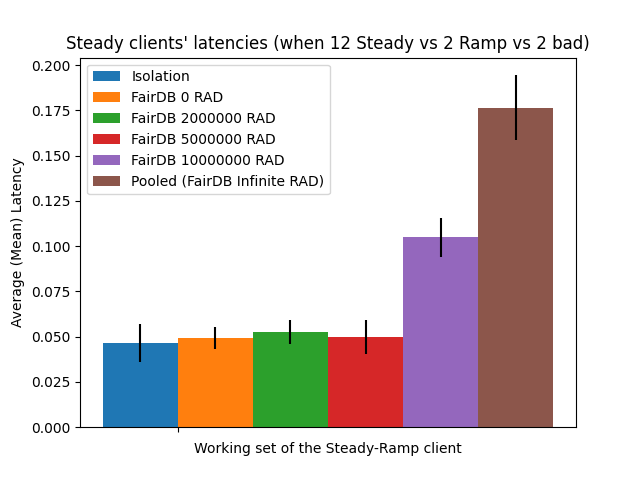 Steady clients' latencies (when 12 Steady vs 2 Ramp vs 2 bad)
Isolation
FairDB 0 RAD
FairDB 2000000 RAD
FairDB 5000000 RAD
FairDB 10000000 RAD
Pooled (FairDB Infinite RAD)
Average (Mean) Latency
0.200
0.175
0.150
0.125
0.100
0.075
0.050
0.025
0.000
Working set of the Steady-Ramp client